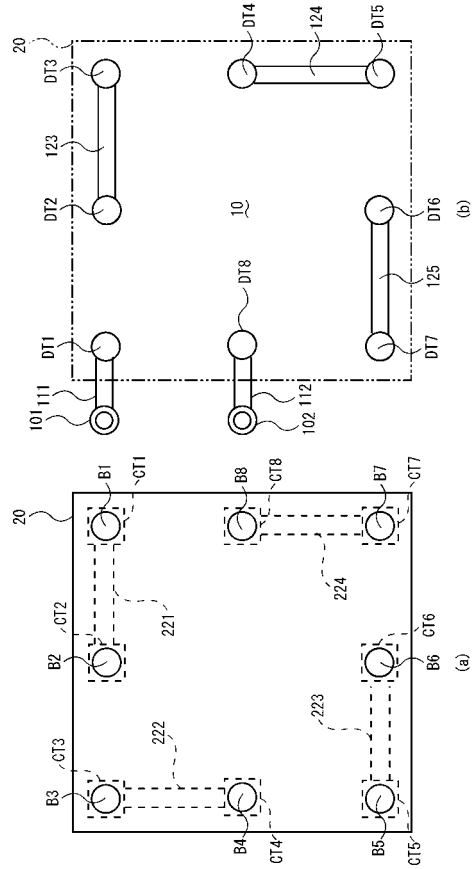 20
B3
CT3
CT2
B2
B1
CT1
221
222
B4
CT4
B8
CT8
224
223
B5
CT5
B6
CT6
B7
CT7
(a)
101
111
DT1
DT2
123
DT3
20
102
112
DT8
10
DT4
124
DT5
DT7
125
DT6
(b)